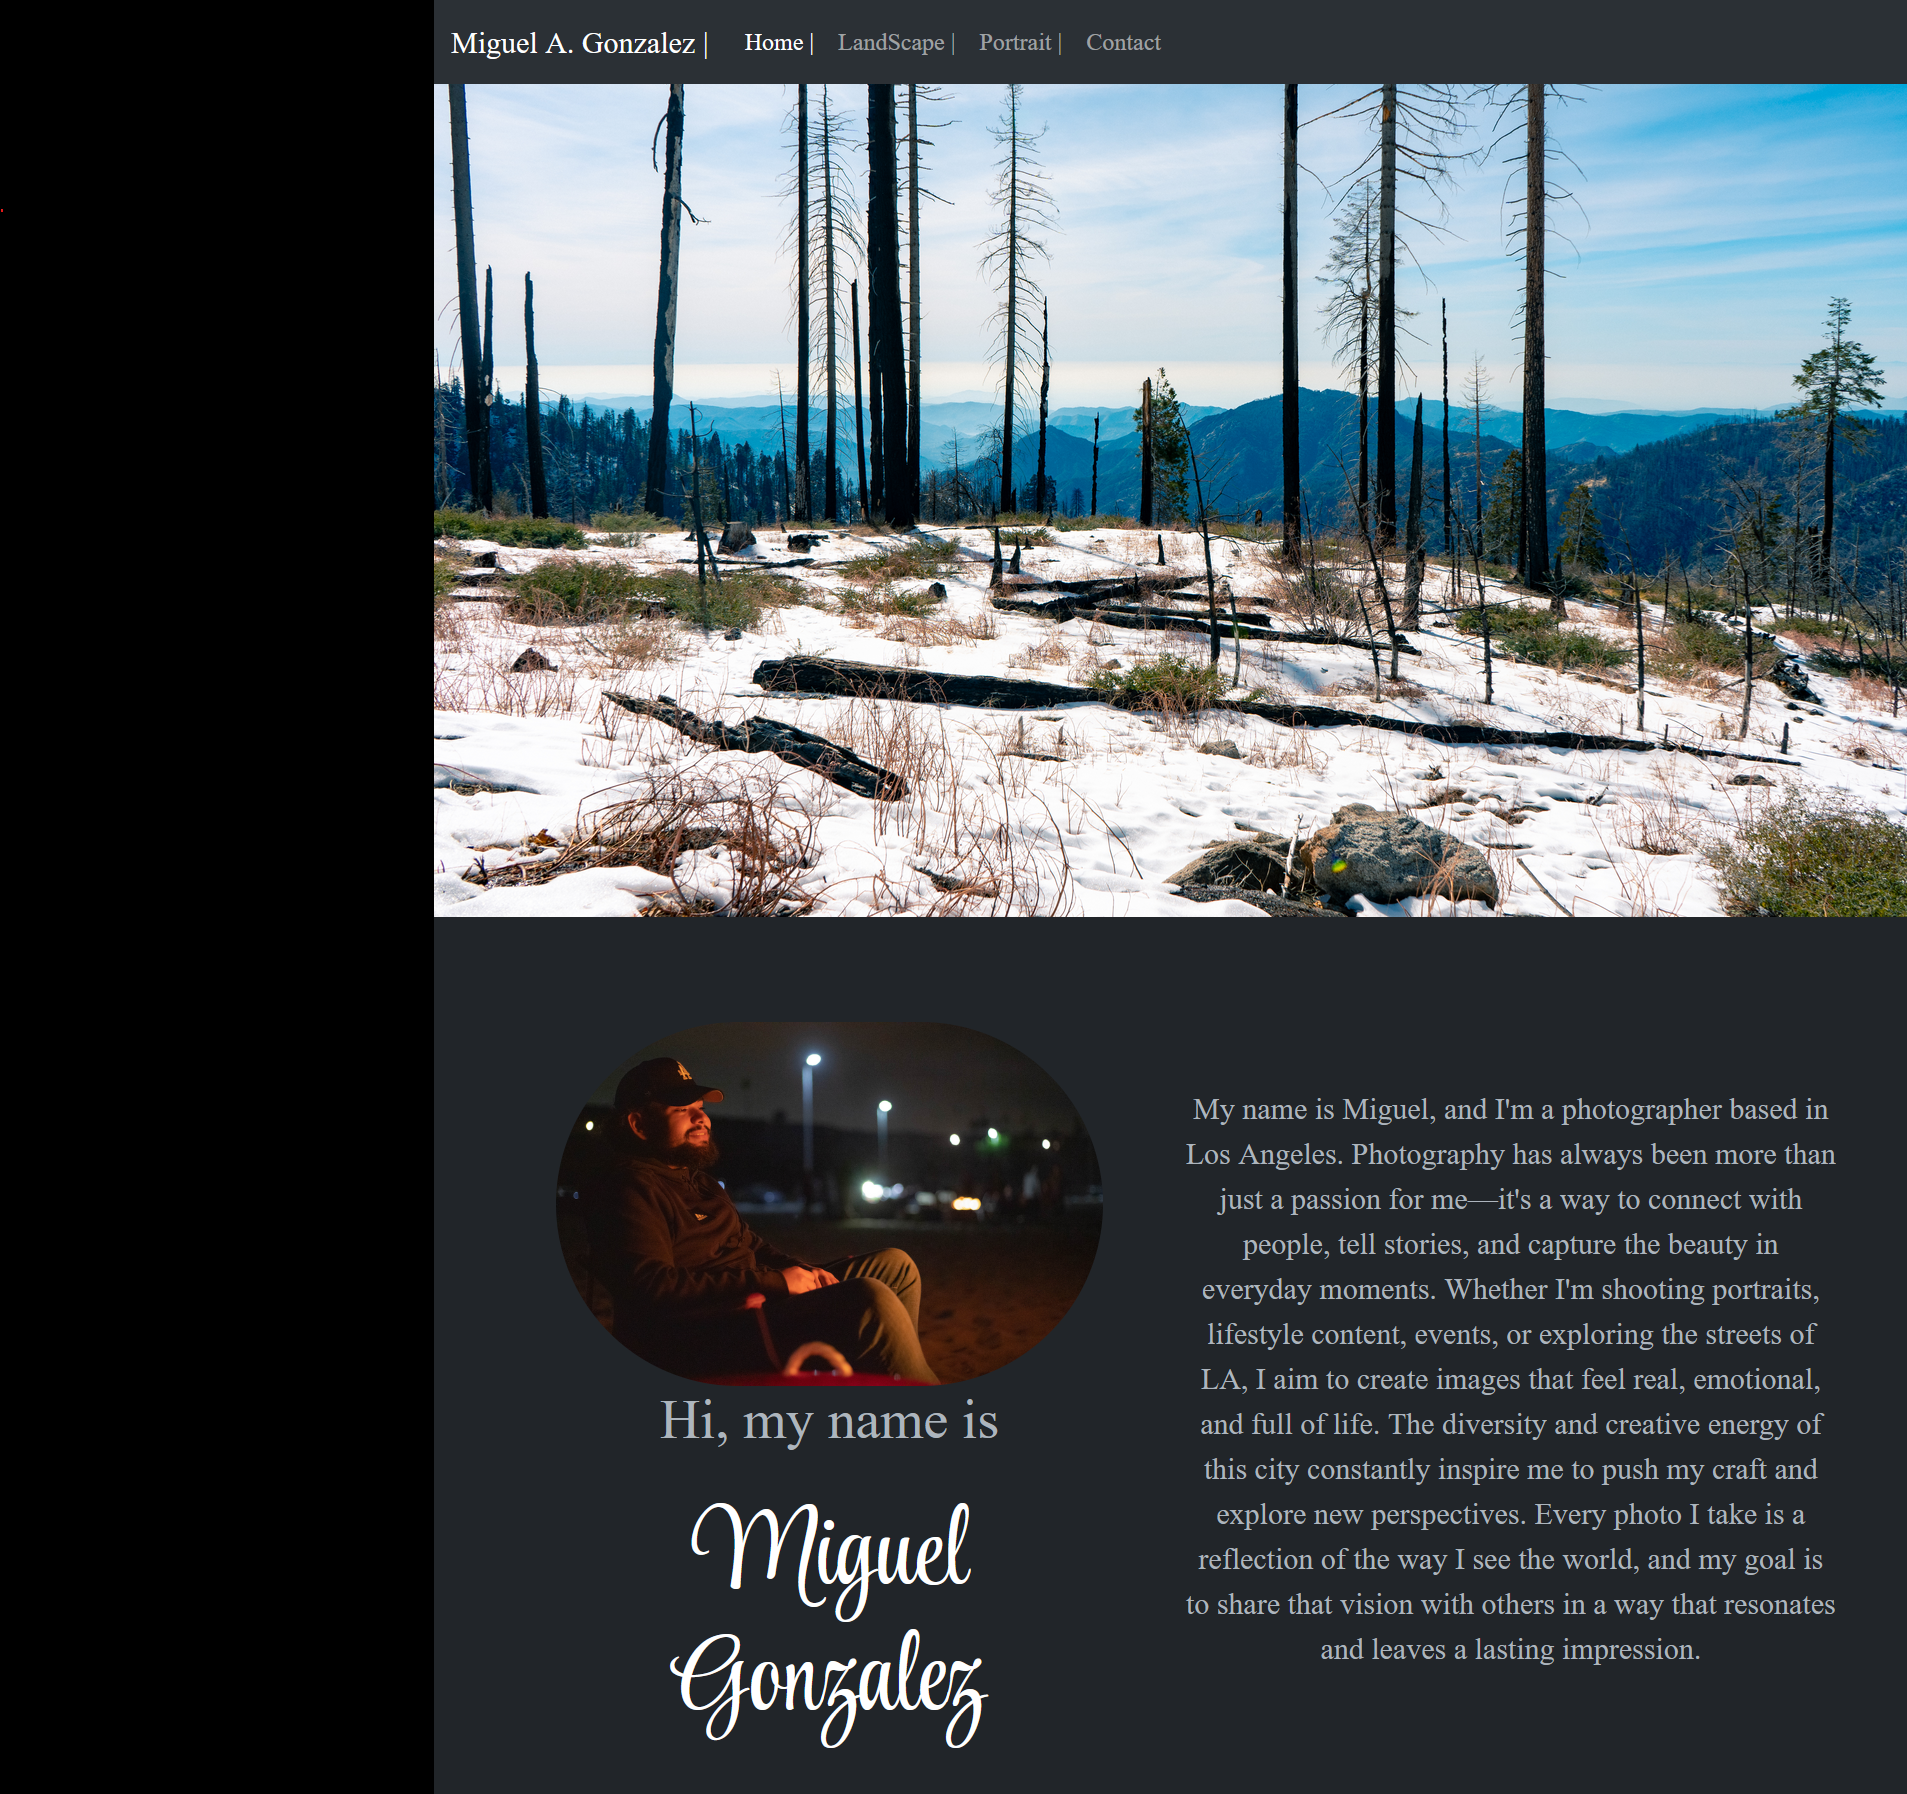 Miguel A. Gonzalez | Home | LandScape | Portrait | Contact
LA
Hi, my name is
Miguel
Gonzalez
My name is Miguel, and I'm a photographer based in
Los Angeles. Photography has always been more than
just a passion for me—it's a way to connect with
people, tell stories, and capture the beauty in
everyday moments. Whether I'm shooting portraits,
lifestyle content, events, or exploring the streets of
LA, I aim to create images that feel real, emotional,
and full of life. The diversity and creative energy of
this city constantly inspire me to push my craft and
explore new perspectives. Every photo I take is a
reflection of the way I see the world, and my goal is
to share that vision with others in a way that resonates
and leaves a lasting impression.